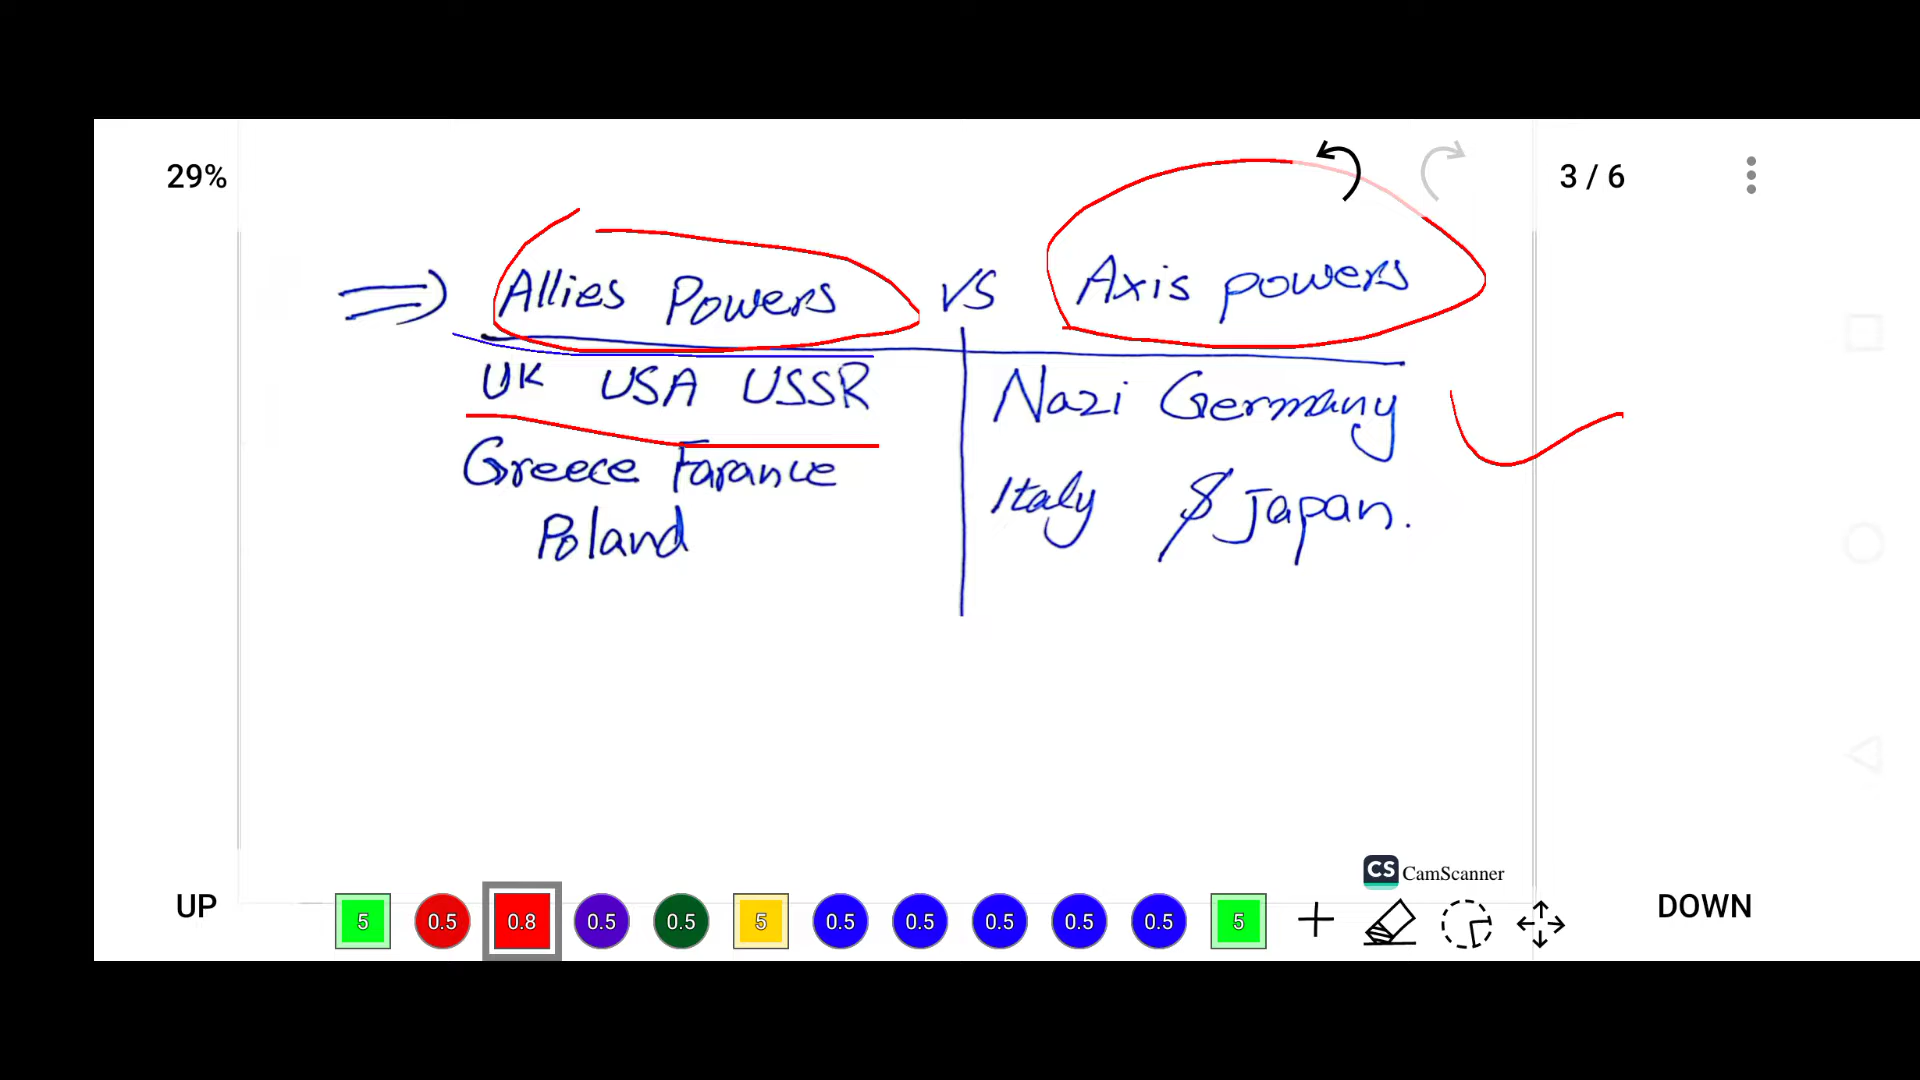 29%
3 / 6
⇒ Allies Powers vs Axis powers
UK USA USSR
Nazi Germany
Greece Farance
Italy & Japan.
Poland
CS CamScanner
UP
5 0.5 0.8 0.5 0.5 5 0.5 0.5 0.5 0.5 0.5 5
DOWN